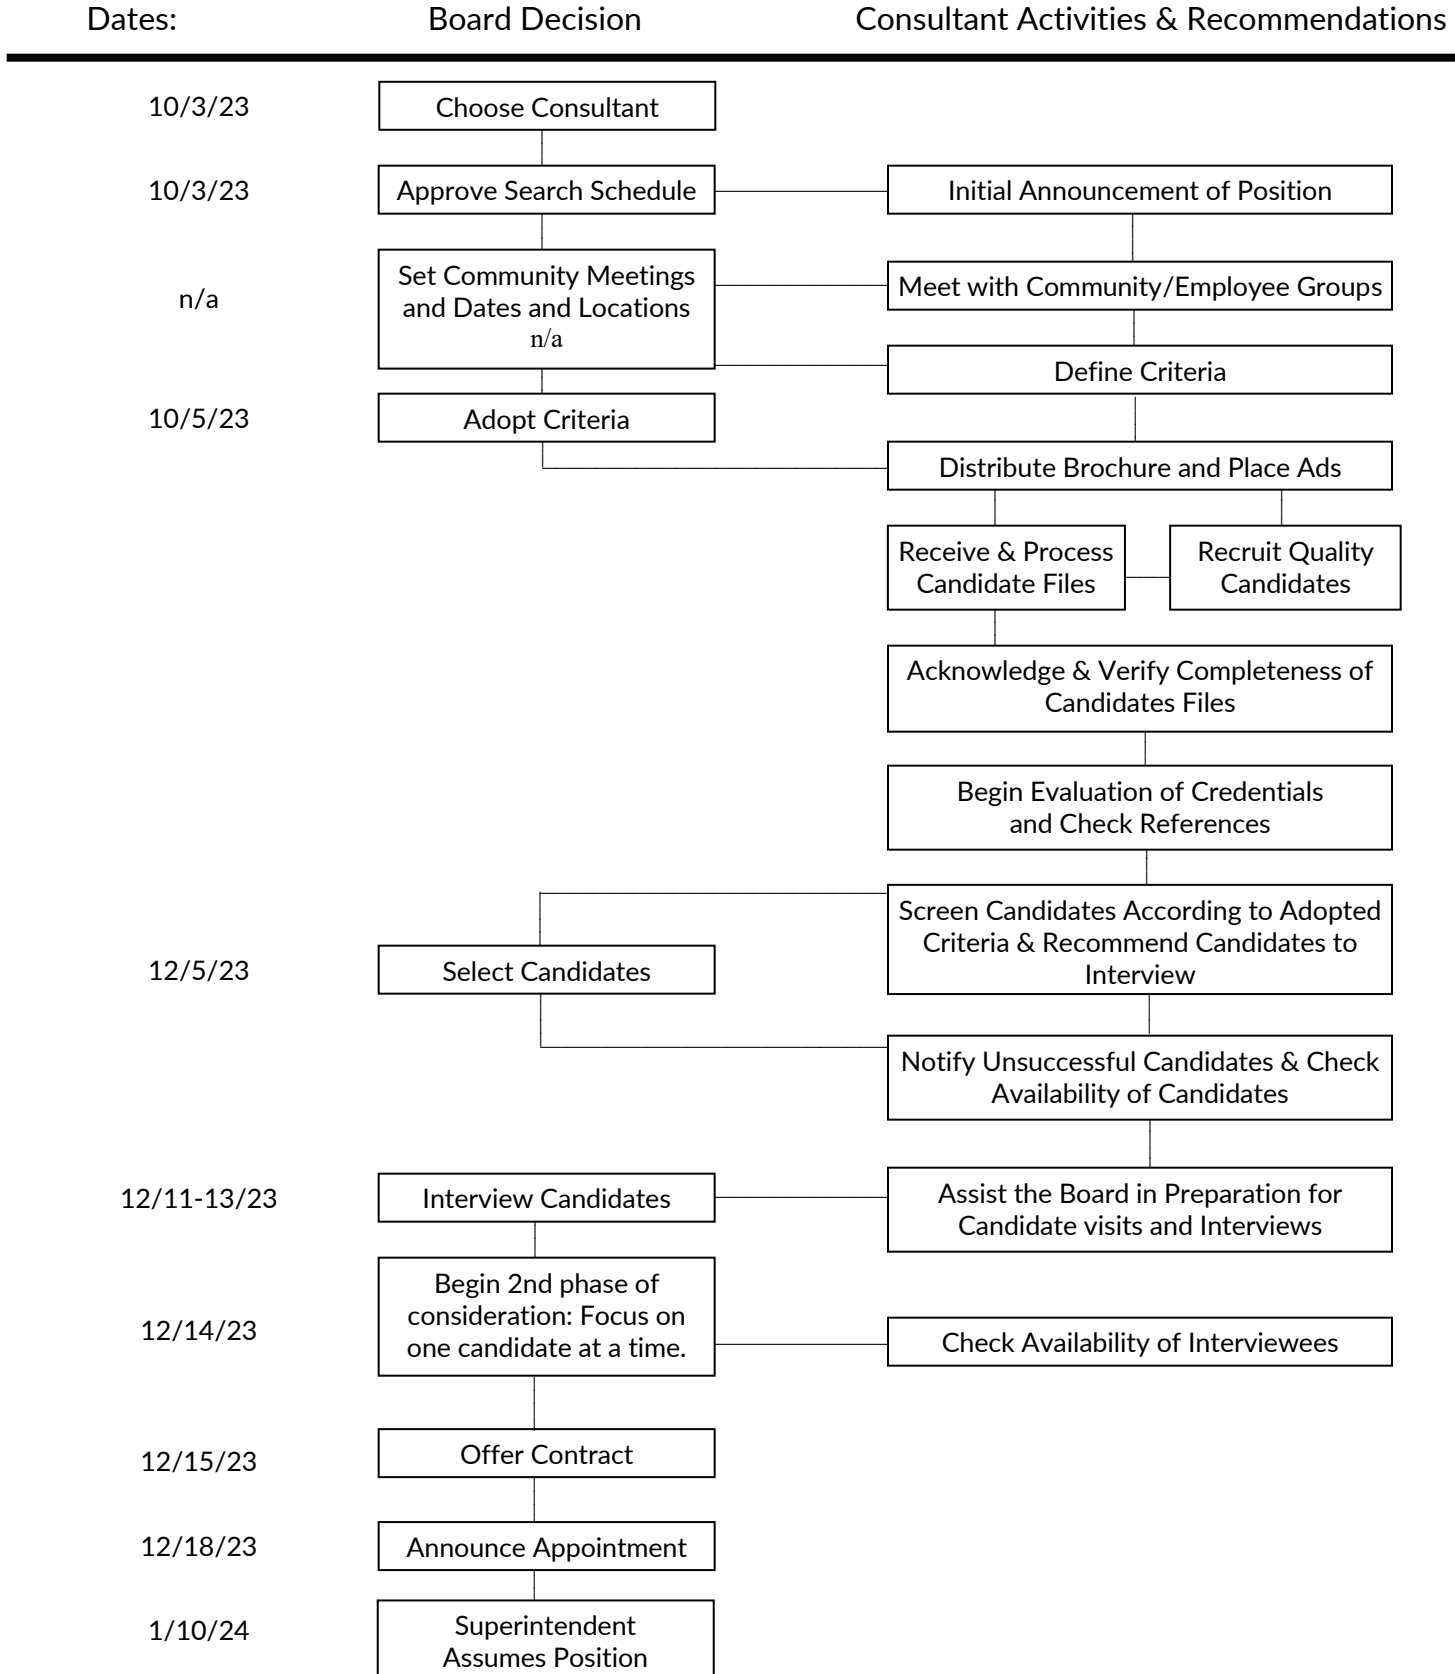 Dates: Board Decision Consultant Activities & Recommendations
10/3/23 Choose Consultant
10/3/23 Approve Search Schedule Initial Announcement of Position
n/a
Set Community Meetings
and Dates and Locations
n/a
Meet with Community/Employee Groups
Define Criteria
10/5/23 Adopt Criteria
Distribute Brochure and Place Ads
Receive & Process
Candidate Files
Recruit Quality
Candidates
Acknowledge & Verify Completeness of
Candidates Files
Begin Evaluation of Credentials
and Check References
Screen Candidates According to Adopted
Criteria & Recommend Candidates to
Interview
12/5/23 Select Candidates
Notify Unsuccessful Candidates & Check
Availability of Candidates
12/11-13/23 Interview Candidates
Assist the Board in Preparation for
Candidate visits and Interviews
12/14/23
Begin 2nd phase of
consideration: Focus on
one candidate at a time.
Check Availability of Interviewees
12/15/23 Offer Contract
12/18/23 Announce Appointment
1/10/24
Superintendent
Assumes Position